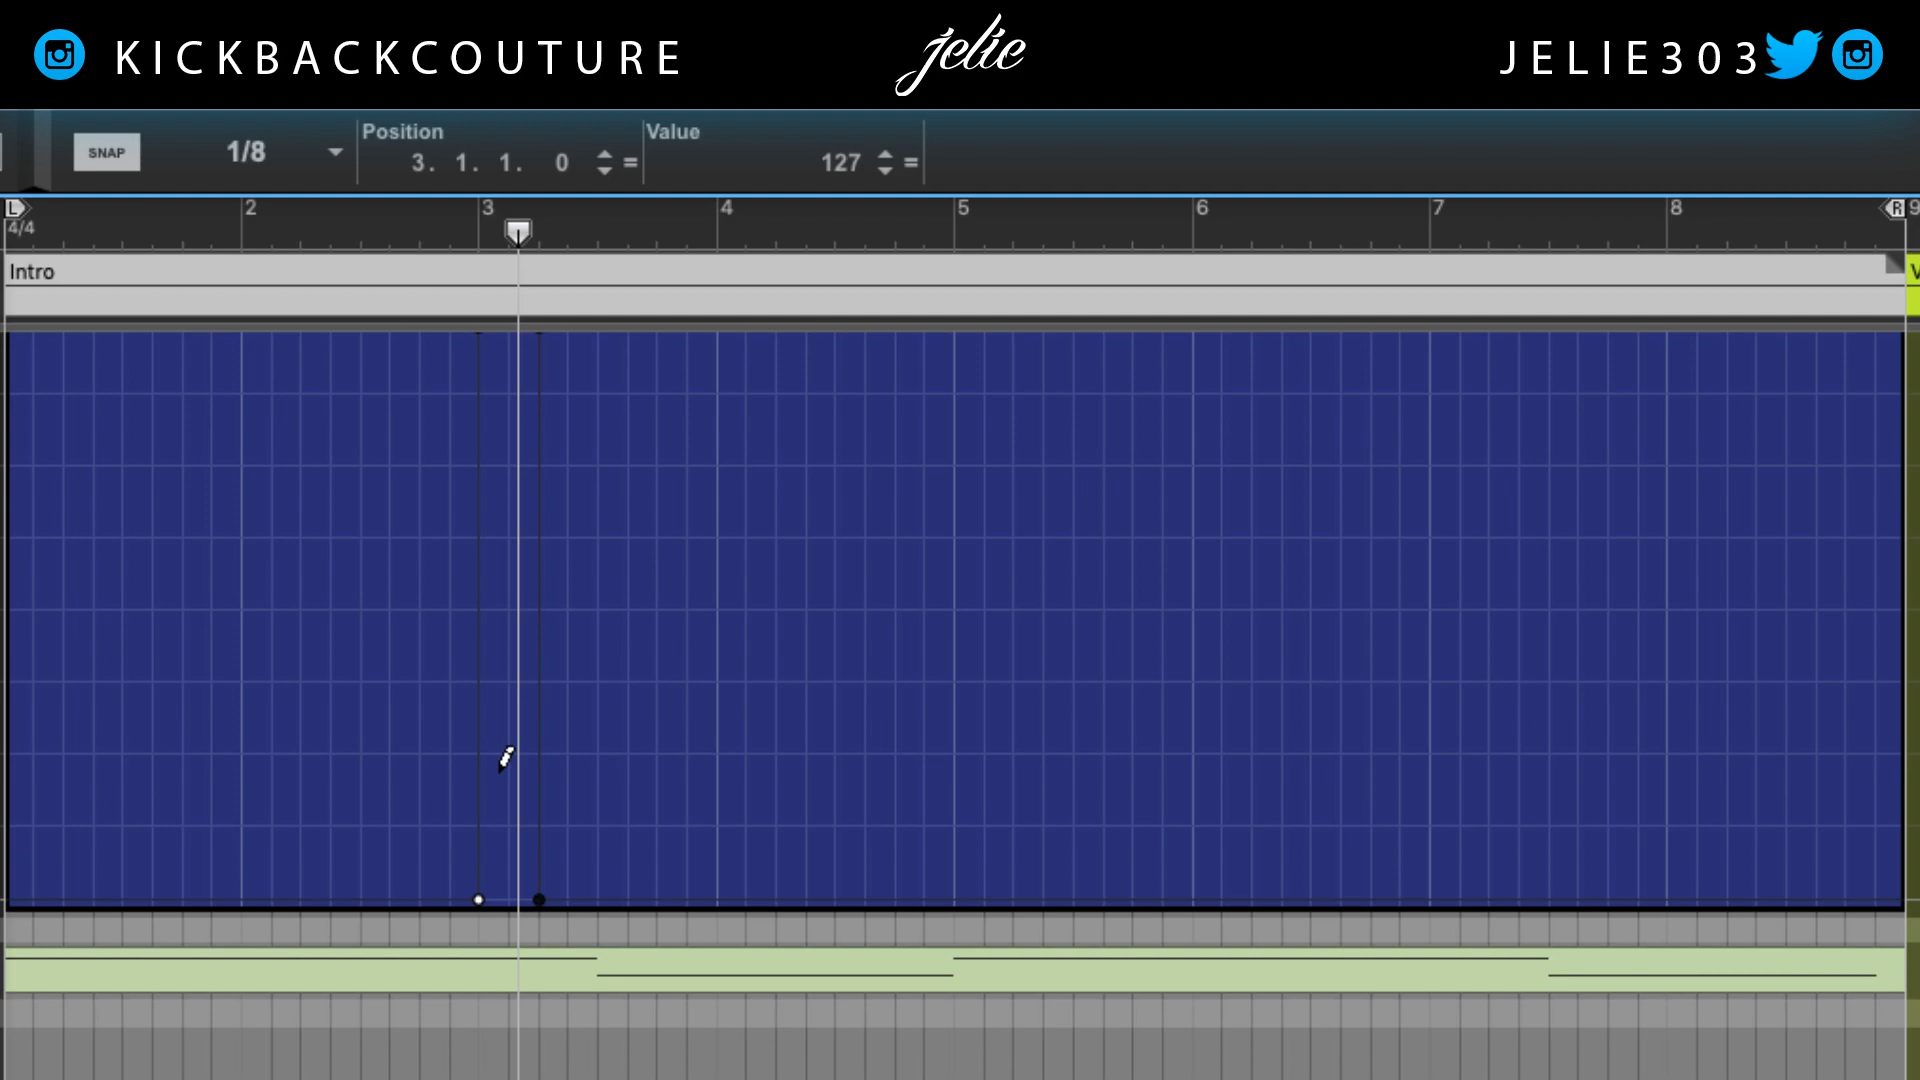 KICKBACKCOUTURE
jelie
JELIE303
SNAP
1/8
Position
3. 1. 1. 0
=
Value
127
=
L
2
3
4
5
6
7
8
R
9
4/4
Intro
V